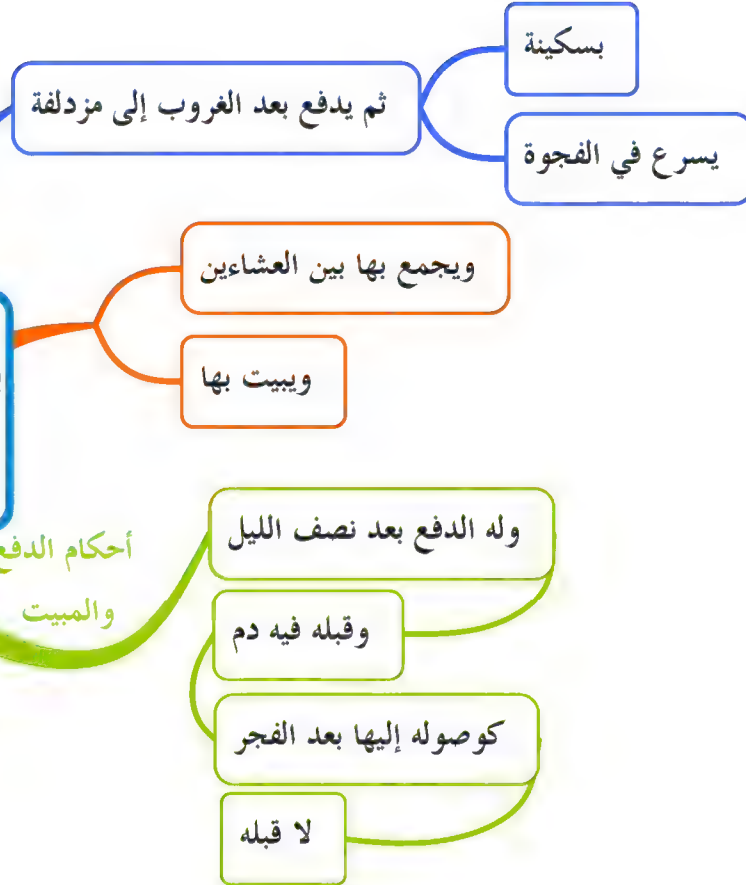 ثم يدفع بعد الغروب إلى مزدلفة
بسكينة
يسرع في الفجوة
ويجمع بها بين العشاءين
ويبيت بها
أحكام الدفع
والمبيت
وله الدفع بعد نصف الليل
وقبله فيه دم
كوصوله إليها بعد الفجر
لا قبله